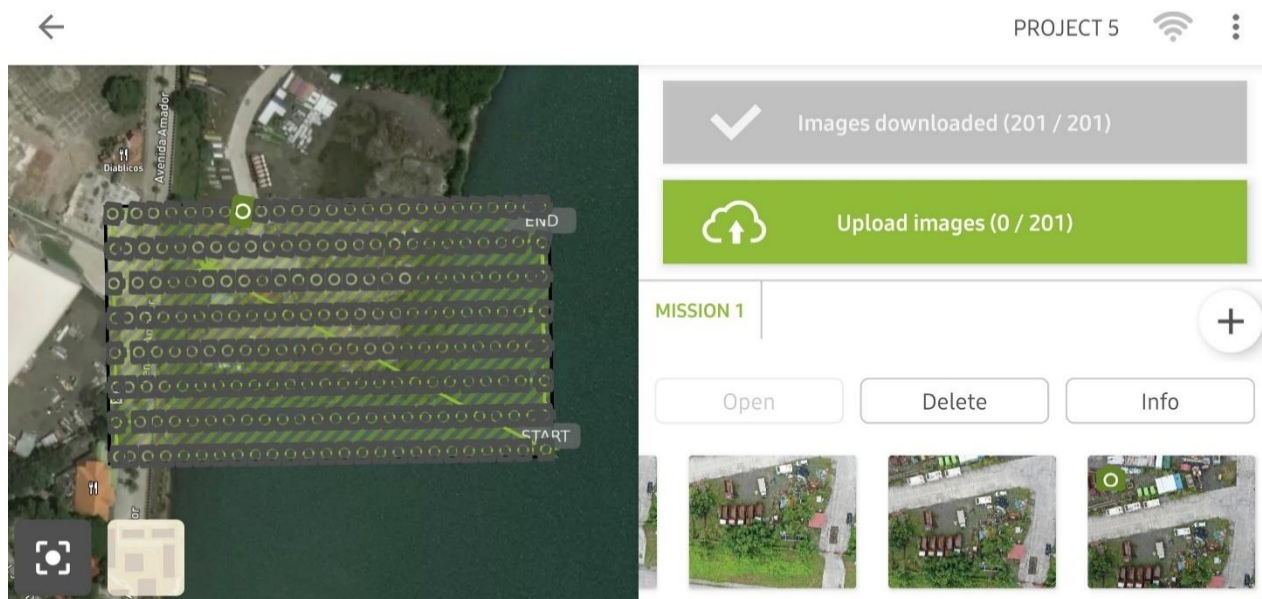 PROJECT 5
Avenida Amador
Diablicos
END
START
Images downloaded (201 / 201)
Upload images (0 / 201)
MISSION 1
Open
Delete
Info